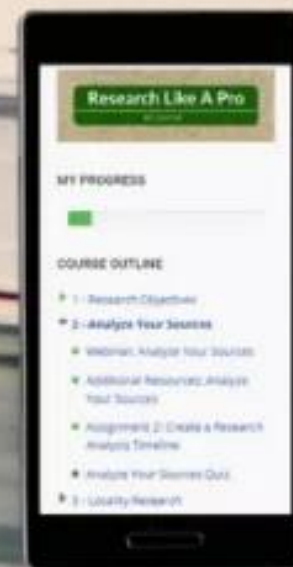 Research Like A Pro
MY PROGRESS
COURSE OUTLINE
1 - Research Objectives
2 - Analyze Your Sources
Webinar: Analyze Your Sources
Additional Resources: Analyze
Your Sources
Assignment 2: Create a Research
Analysis Timeline
Analyze Your Sources Quiz
3 - Locality Research